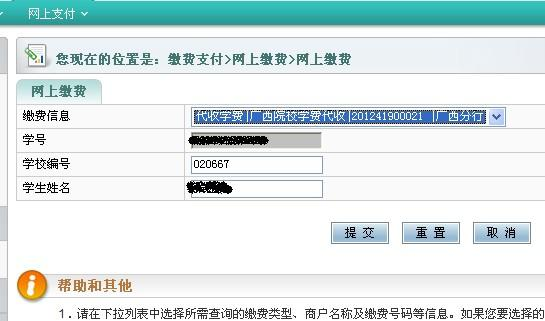 网上支付
您现在的位置是：缴费支付>网上缴费>网上缴费
网上缴费
缴费信息 代收学费|广西院校学费代收|201241900021 |广西分行
学号
学校编号 020667
学生姓名
提 交 重 置 取 消
帮助和其他
1．请在下拉列表中选择所需查询的缴费类型、商户名称及缴费号码等信息。如果您要选择的